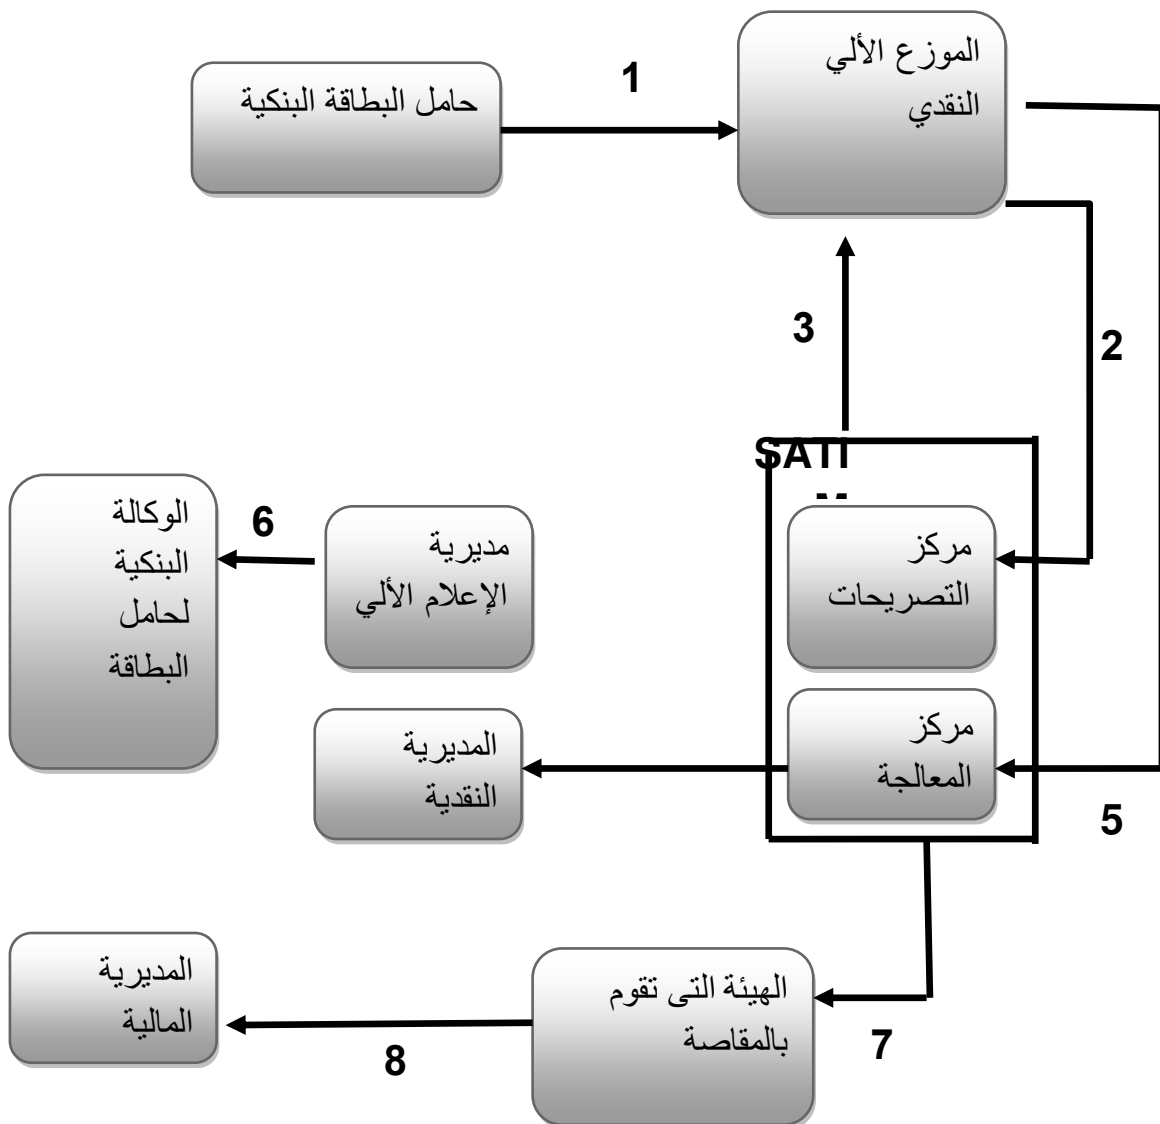 الموزع الألي
النقدي
1
حامل البطاقة البنكية
3
2
SATI
الوكالة
البنكية
لحامل
البطاقة
6
مديرية
الإعلام الألي
مركز
التصريحات
المديرية
النقدية
مركز
المعالجة
5
المديرية
المالية
8
الهيئة التى تقوم
بالمقاصة
7